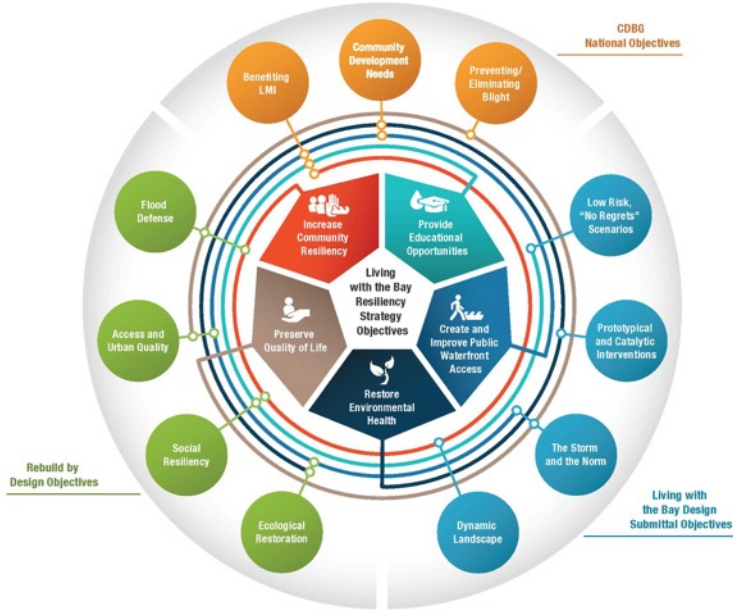 CDBG
National Objectives
Community
Development
Needs
Benefiting
LMI
Preventing/
Eliminating
Blight
Flood
Defense
Low Risk,
“No Regrets”
Scenarios
Increase
Community
Resiliency
Provide
Educational
Opportunities
Living
with the Bay
Resiliency
Strategy
Objectives
Access and
Urban Quality
Preserve
Quality of Life
Create and
Improve Public
Waterfront
Access
Prototypical
and Catalytic
Interventions
Restore
Environmental
Health
Social
Resiliency
The Storm
and the Norm
Rebuild by
Design Objectives
Ecological
Restoration
Dynamic
Landscape
Living with
the Bay Design
Submittal Objectives